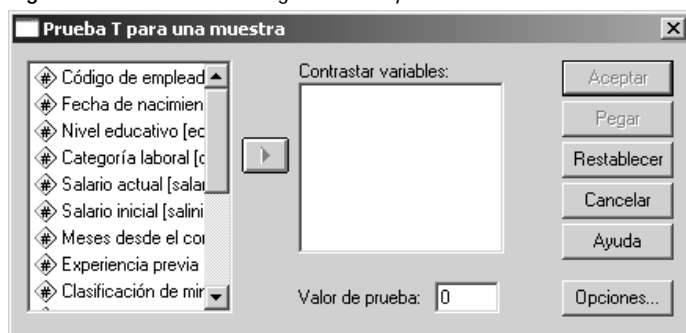 Prueba T para una muestra
Código de emplead
Fecha de nacimien
Nivel educativo [ec
Categoría laboral [c
Salario actual [salar
Salario inicial [salini
Meses desde el coi
Experiencia previa
Clasificación de mir
Contrastar variables:
Valor de prueba: 0
Aceptar
Pegar
Restablecer
Cancelar
Ayuda
Opciones...